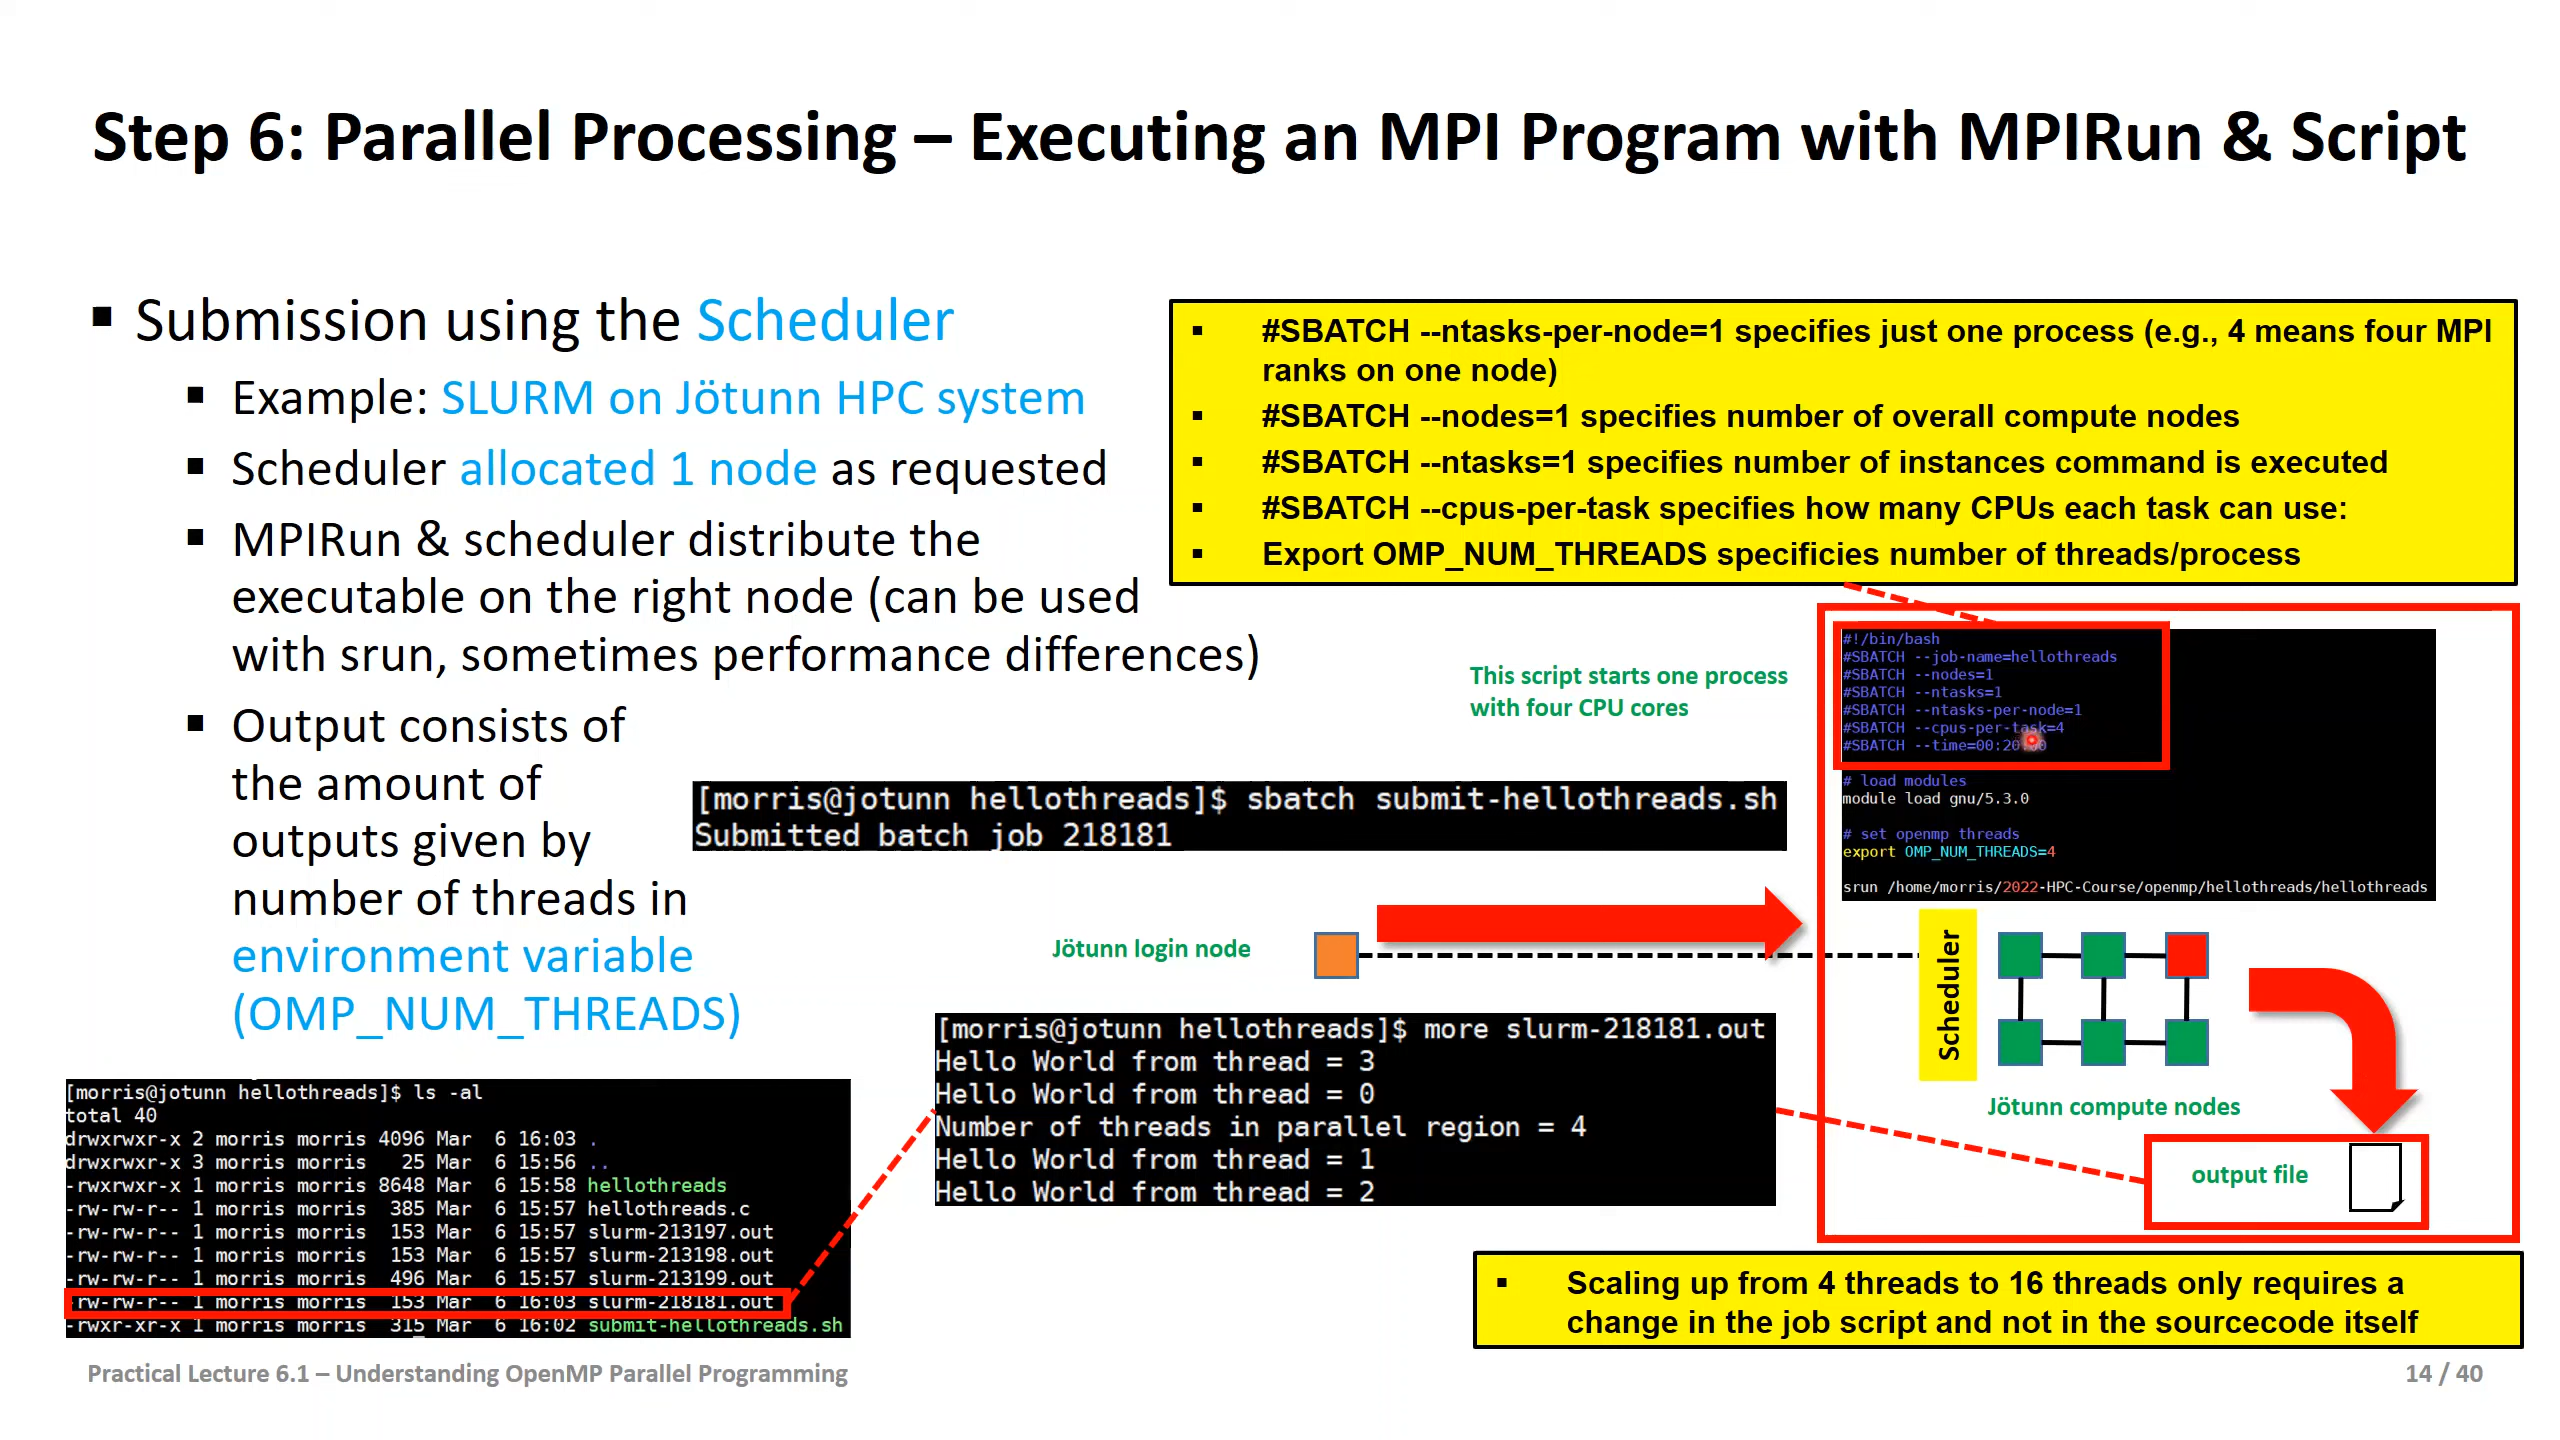 Step 6: Parallel Processing – Executing an MPI Program with MPIRun & Script
▪ Submission using the Scheduler
▪ Example: SLURM on Jötunn HPC system
▪ Scheduler allocated 1 node as requested
▪ MPIRun & scheduler distribute the
executable on the right node (can be used
with srun, sometimes performance differences)
▪ Output consists of
the amount of
outputs given by
number of threads in
environment variable
(OMP_NUM_THREADS)
▪ #SBATCH --ntasks-per-node=1 specifies just one process (e.g., 4 means four MPI
ranks on one node)
▪ #SBATCH --nodes=1 specifies number of overall compute nodes
▪ #SBATCH --ntasks=1 specifies number of instances command is executed
▪ #SBATCH --cpus-per-task specifies how many CPUs each task can use:
▪ Export OMP_NUM_THREADS specificies number of threads/process
This script starts one process
with four CPU cores
#!/bin/bash
#SBATCH --job-name=hellothreads
#SBATCH --nodes=1
#SBATCH --ntasks=1
#SBATCH --ntasks-per-node=1
#SBATCH --cpus-per-task=4
#SBATCH --time=00:20:00
# load modules
module load gnu/5.3.0
# set openmp threads
export OMP_NUM_THREADS=4
srun /home/morris/2022-HPC-Course/openmp/hellothreads/hellothreads
[morris@jotunn hellothreads]$ sbatch submit-hellothreads.sh
Submitted batch job 218181
Jötunn login node
Scheduler
Jötunn compute nodes
output file
[morris@jotunn hellothreads]$ more slurm-218181.out
Hello World from thread = 3
Hello World from thread = 0
Number of threads in parallel region = 4
Hello World from thread = 1
Hello World from thread = 2
[morris@jotunn hellothreads]$ ls -al
total 40
drwxrwxr-x 2 morris morris 4096 Mar  6 16:03 .
drwxrwxr-x 3 morris morris   25 Mar  6 15:56 ..
-rwxrwxr-x 1 morris morris 8648 Mar  6 15:58 hellothreads
-rw-rw-r-- 1 morris morris  385 Mar  6 15:57 hellothreads.c
-rw-rw-r-- 1 morris morris  153 Mar  6 15:57 slurm-213197.out
-rw-rw-r-- 1 morris morris  153 Mar  6 15:57 slurm-213198.out
-rw-rw-r-- 1 morris morris  496 Mar  6 15:57 slurm-213199.out
-rw-rw-r-- 1 morris morris  153 Mar  6 16:03 slurm-218181.out
-rwxr-xr-x 1 morris morris  315 Mar  6 16:02 submit-hellothreads.sh
▪ Scaling up from 4 threads to 16 threads only requires a
change in the job script and not in the sourcecode itself
Practical Lecture 6.1 – Understanding OpenMP Parallel Programming
14 / 40